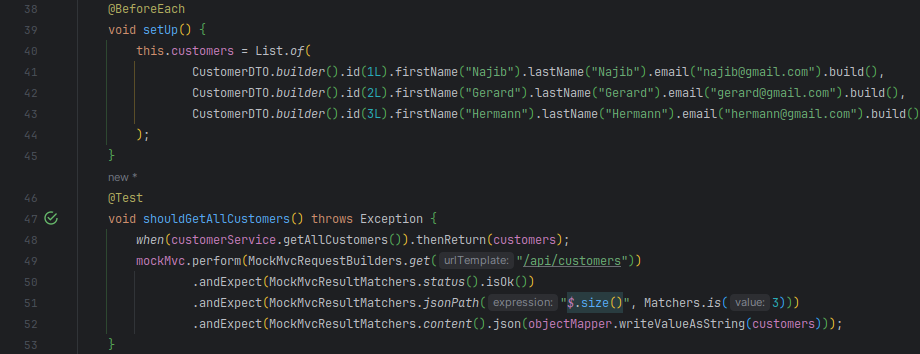 38 @BeforeEach
39 void setUp() {
40 this.customers = List.of(
41 CustomerDTO.builder().id(1L).firstName("Najib").lastName("Najib").email("najib@gmail.com").build(),
42 CustomerDTO.builder().id(2L).firstName("Gerard").lastName("Gerard").email("gerard@gmail.com").build(),
43 CustomerDTO.builder().id(3L).firstName("Hermann").lastName("Hermann").email("hermann@gmail.com").build()
44 );
45 }
new *
46 @Test
47 void shouldGetAllCustomers() throws Exception {
48 when(customerService.getAllCustomers()).thenReturn(customers);
49 mockMvc.perform(MockMvcRequestBuilders.get( urlTemplate: "/api/customers"))
50 .andExpect(MockMvcResultMatchers.status().isOk())
51 .andExpect(MockMvcResultMatchers.jsonPath( expression: "$.size()", Matchers.is( value: 3)))
52 .andExpect(MockMvcResultMatchers.content().json(objectMapper.writeValueAsString(customers)));
53 }